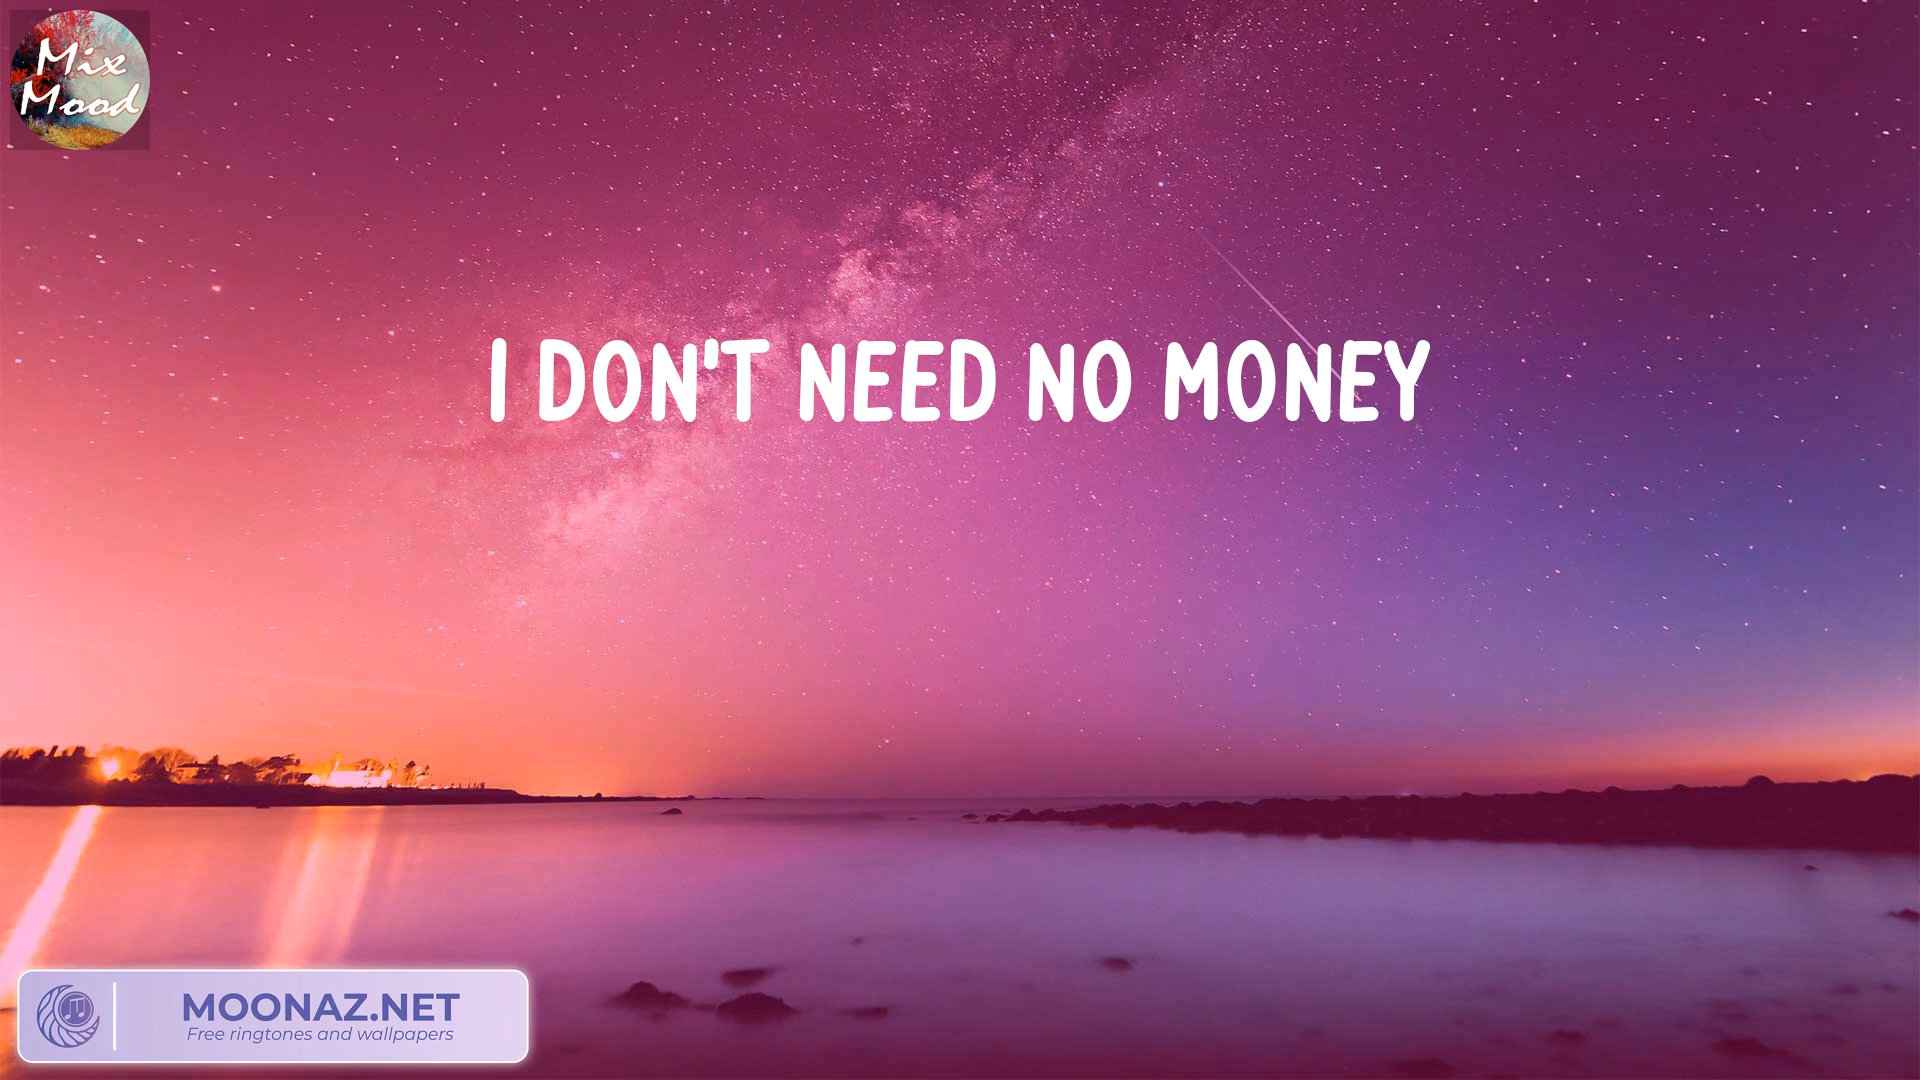 Mix
Mood
I DON'T NEED NO MONEY
MOONAZ.NET
Free ringtones and wallpapers